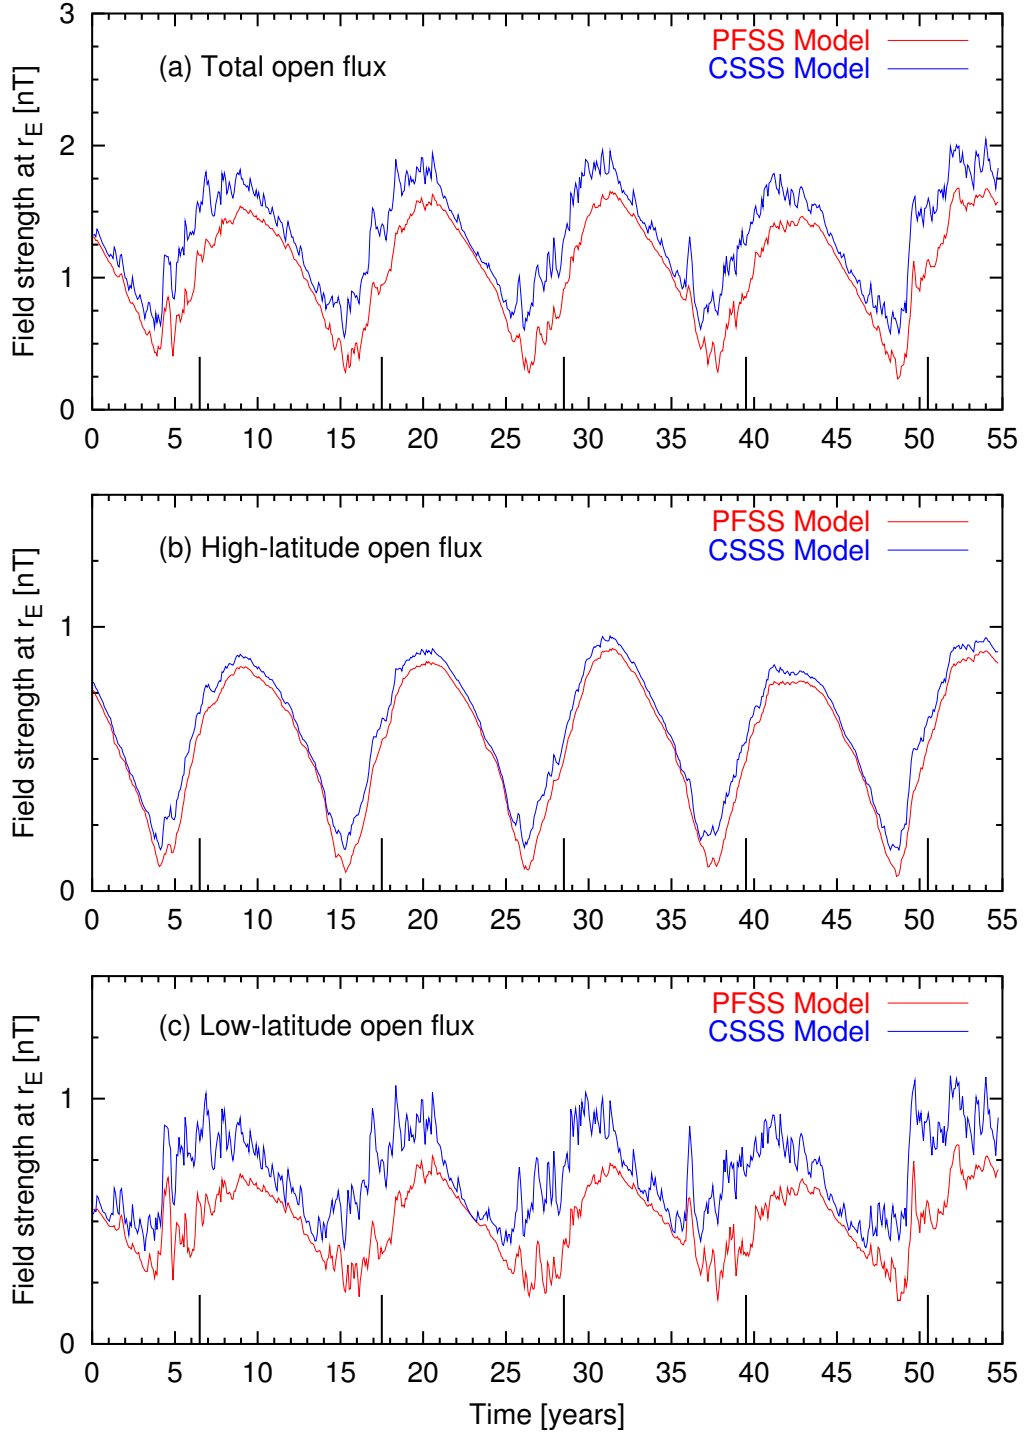 3
PFSS Model
(a) Total open flux
CSSS Model
2
Field strength at r_E [nT]
1
0
0 5 10 15 20 25 30 35 40 45 50 55
PFSS Model
(b) High-latitude open flux
CSSS Model
1
Field strength at r_E [nT]
0
0 5 10 15 20 25 30 35 40 45 50 55
PFSS Model
(c) Low-latitude open flux
CSSS Model
1
Field strength at r_E [nT]
0
0 5 10 15 20 25 30 35 40 45 50 55
Time [years]